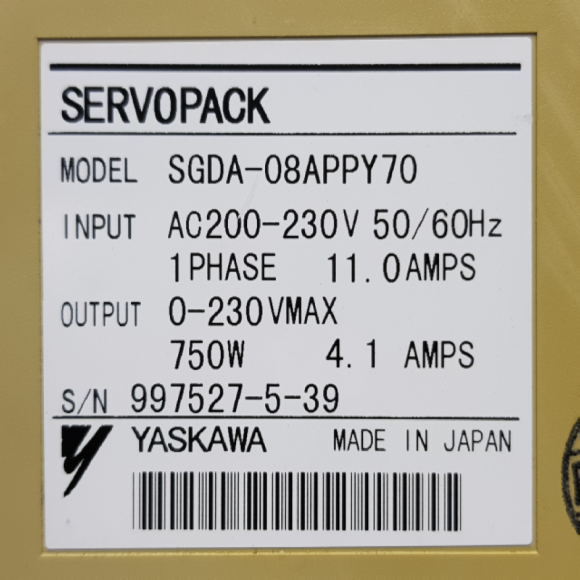 SERVOPACK
MODEL SGDA-08APPY70
INPUT AC200-230V 50/60Hz
1PHASE 11.0AMPS
OUTPUT 0-230VMAX
750W 4.1 AMPS
S/N 997527-5-39
YASKAWA MADE IN JAPAN